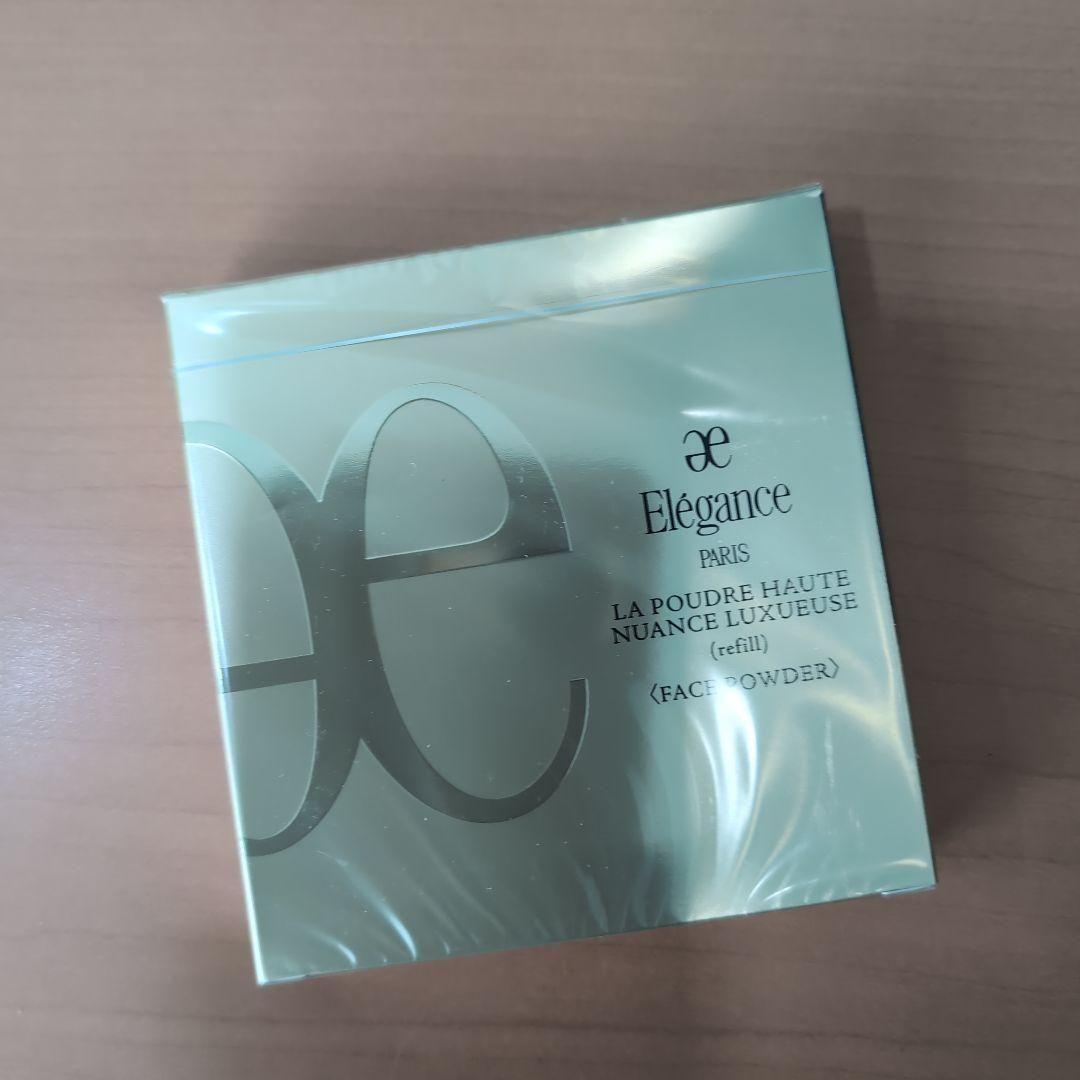 Elégance
PARIS
LA POUDRE HAUTE
NUANCE LUXUEUSE
(refill)
〈FACE POWDER〉